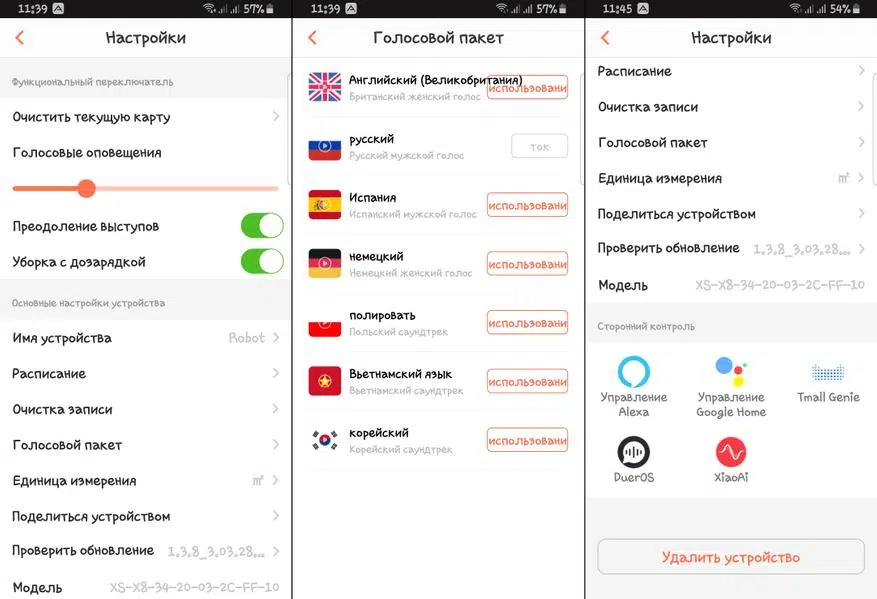 11:39
57%
Настройки
Функциональный переключатель
Очистить текущую карту
Голосовые оповещения
Преодоление выступов
Уборка с дозарядкой
Основные настройки устройства
Имя устройства Robot
Расписание
Очистка записи
Голосовой пакет
Единица измерения m²
Поделиться устройством
Проверить обновление 1.3.8_3.03.28...
Модель XS-X8-34-20-03-2C-FF-10
11:39
57%
Голосовой пакет
Английский (Великобритания)
Британский женский голос
использовани
русский
Русский мужской голос
ток
Испания
Испанский мужской голос
использовани
немецкий
Немецкий женский голос
использовани
полировать
Польский саундтрек
использовани
Вьетнамский язык
Вьетнамский саундтрек
использовани
корейский
Корейский саундтрек
использовани
11:45
54%
Настройки
Расписание
Очистка записи
Голосовой пакет
Единица измерения m²
Поделиться устройством
Проверить обновление 1.3.8_3.03.28...
Модель XS-X8-34-20-03-2C-FF-10
Сторонний контроль
Управление
Alexa
Управление
Google Home
Tmall Genie
DuerOS
XiaoAi
Удалить устройство